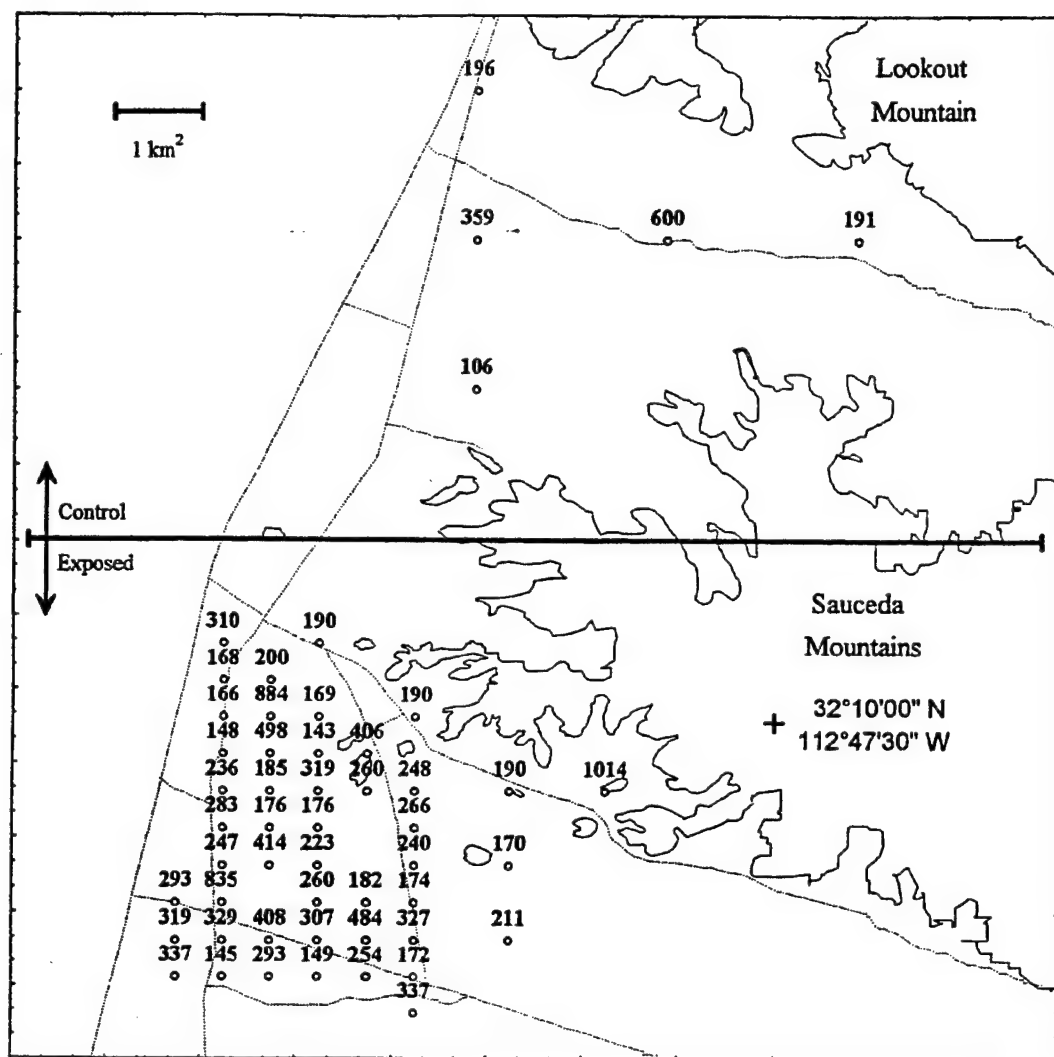 196
Lookout
Mountain
1 km²
359 600 191
106
Control
Exposed
Sauceda
Mountains
310 190
168 200
166 884 169 190
32°10'00" N
148 498 143 406
112°47'30" W
236 185 319 260 248 190 1014
283 176 176 266
247 414 223 240 170
293 835 260 182 174
319 329 408 307 484 327 211
337 145 293 149 254 172
337